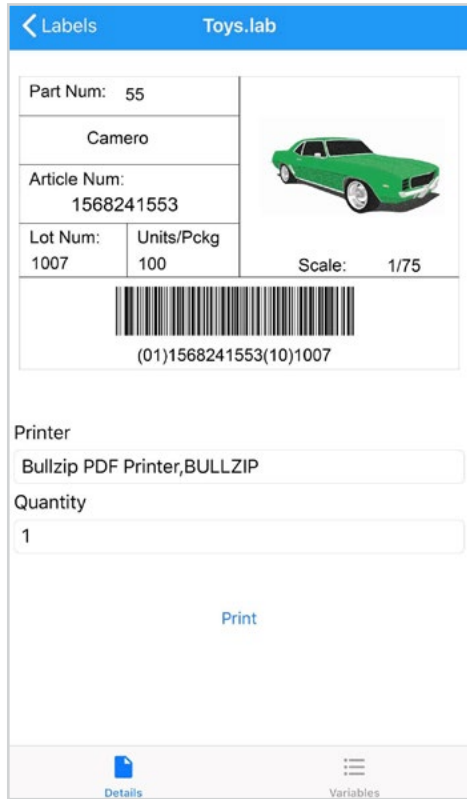 Labels Toys.lab
Part Num: 55
Camero
Article Num:
1568241553
Lot Num: Units/Pckg
1007 100
Scale: 1/75
(01)1568241553(10)1007
Printer
Bullzip PDF Printer,BULLZIP
Quantity
1
Print
Details Variables